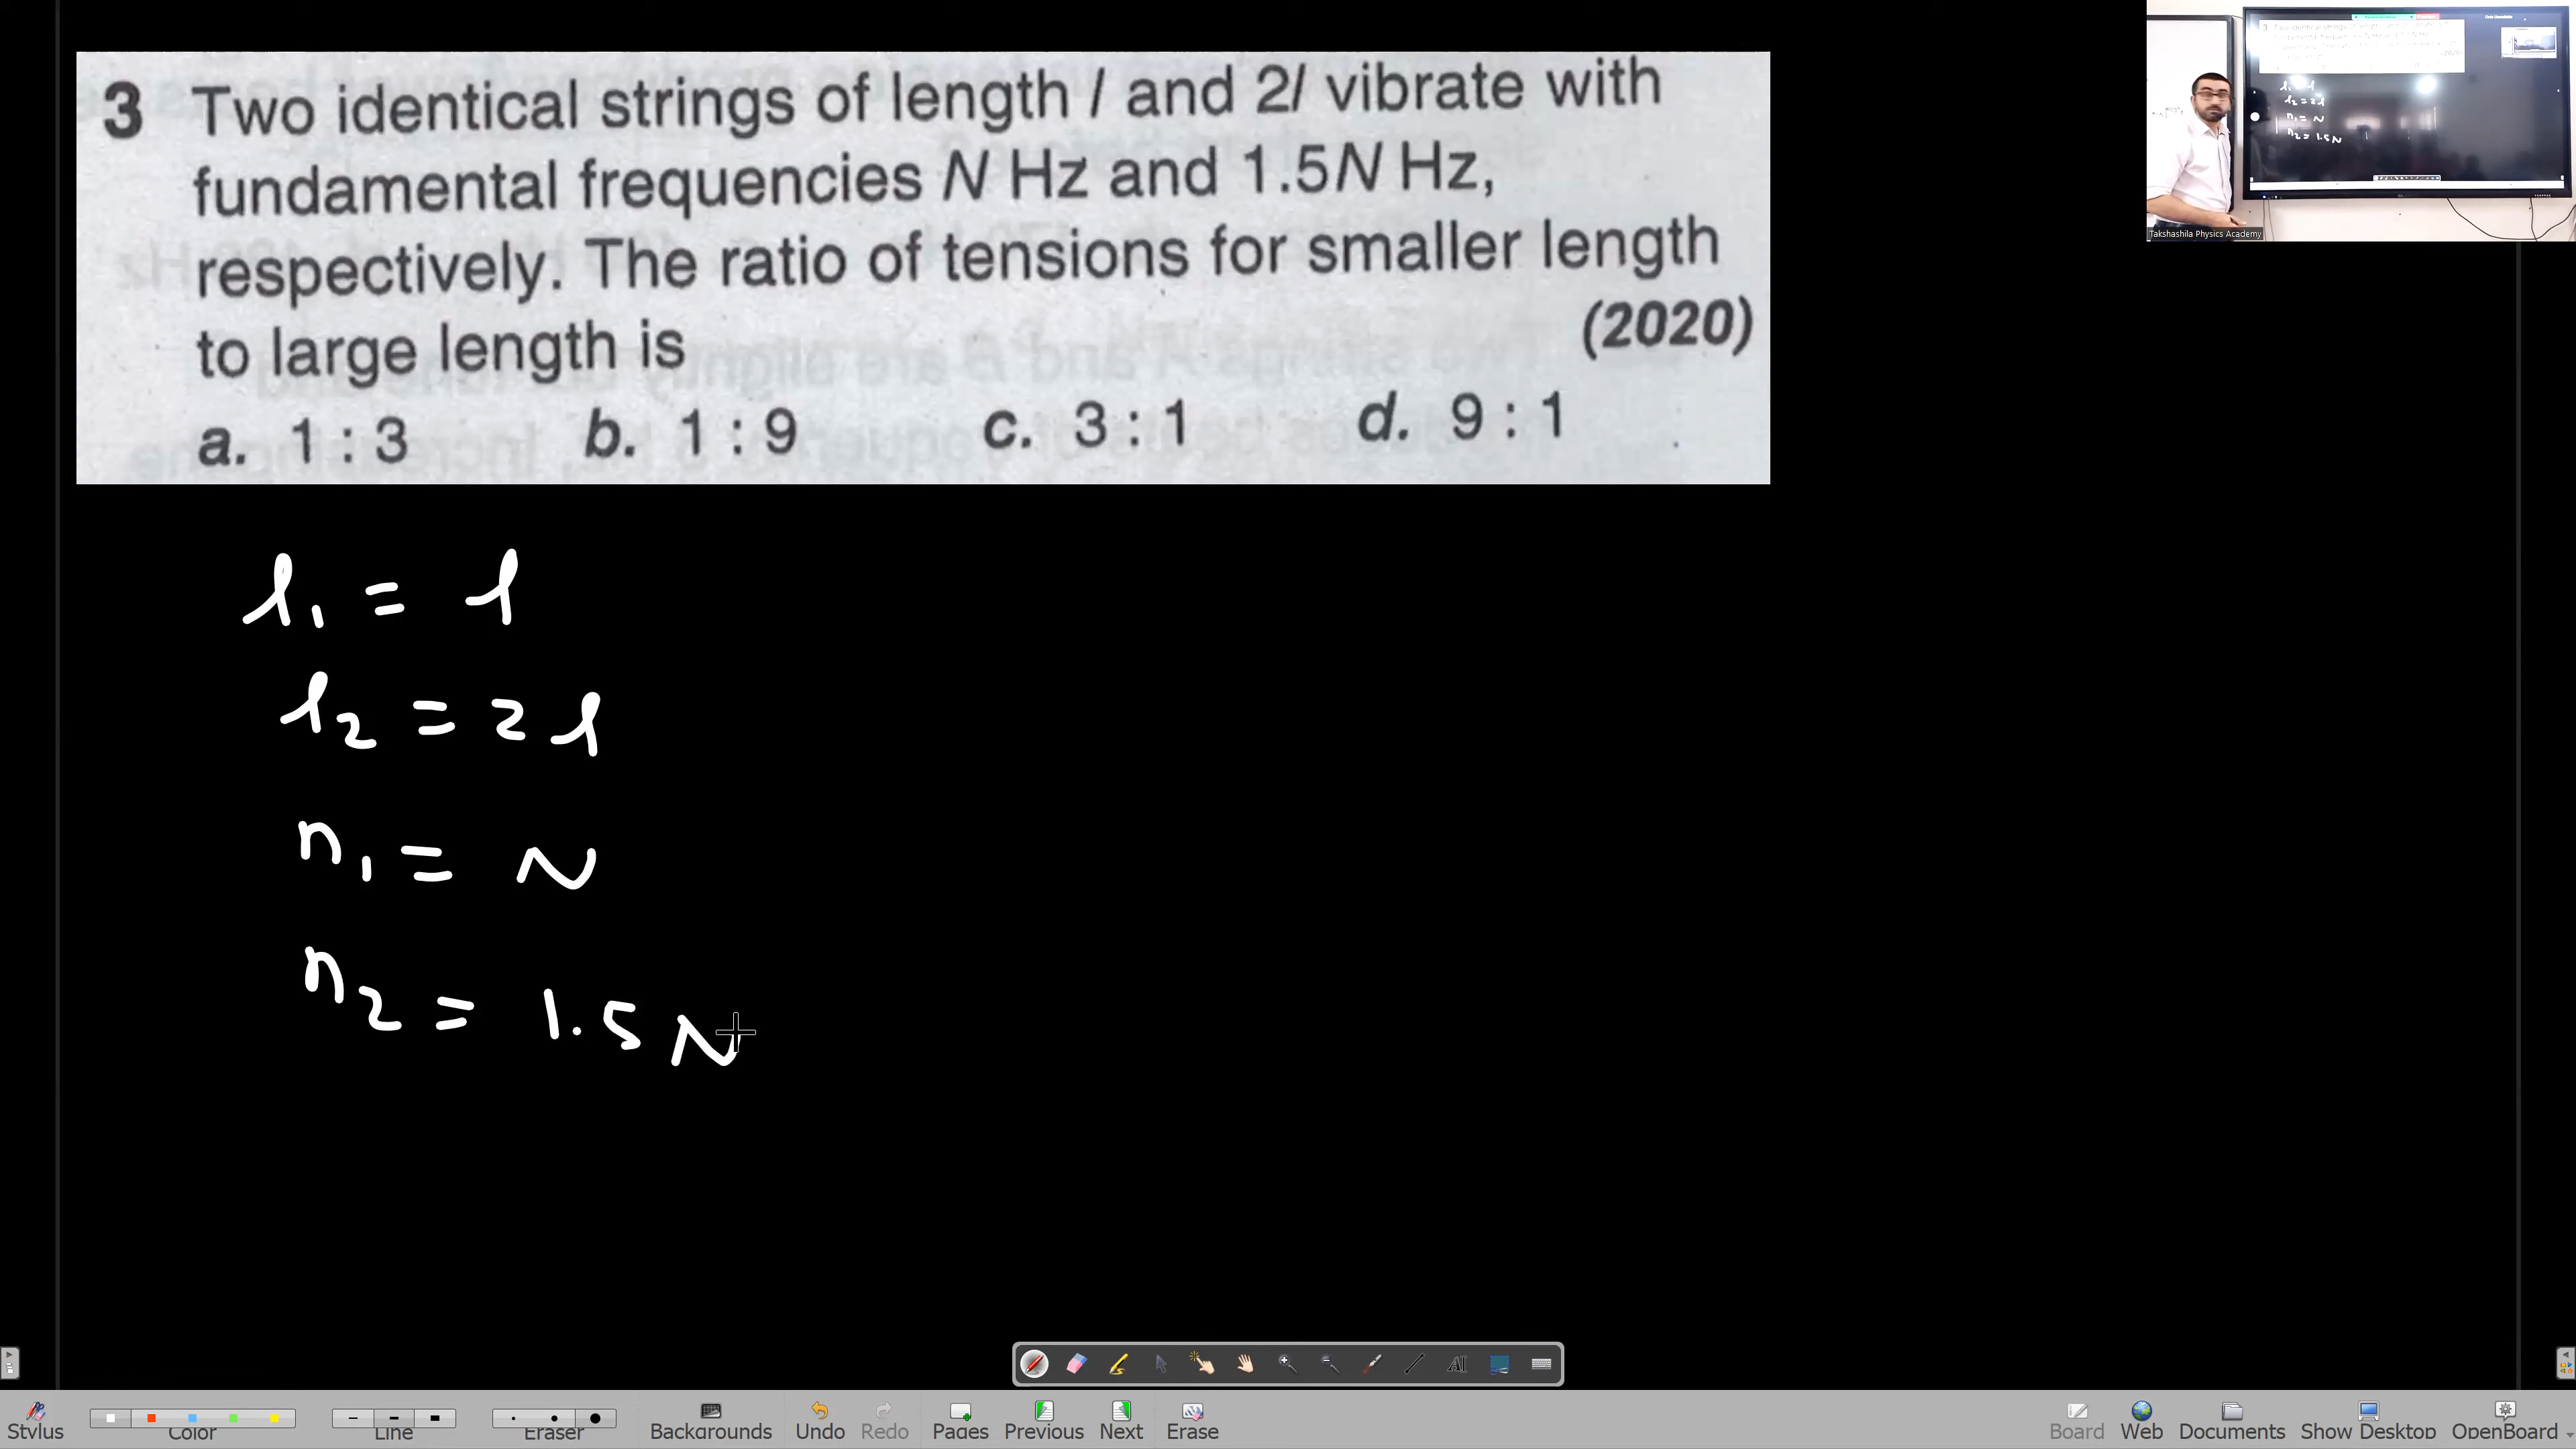 3 Two identical strings of length l and 2l vibrate with
fundamental frequencies N Hz and 1.5N Hz,
respectively. The ratio of tensions for smaller length
to large length is
(2020)
a. 1 : 3 b. 1 : 9 c. 3 : 1 d. 9 : 1
l1 = l
l2 = 2l
n1 = N
n2 = 1.5 N
Takshashila Physics Academy
Stylus Color Line Eraser Backgrounds Undo Redo Pages Previous Next Erase Board Web Documents Show Desktop OpenBoard